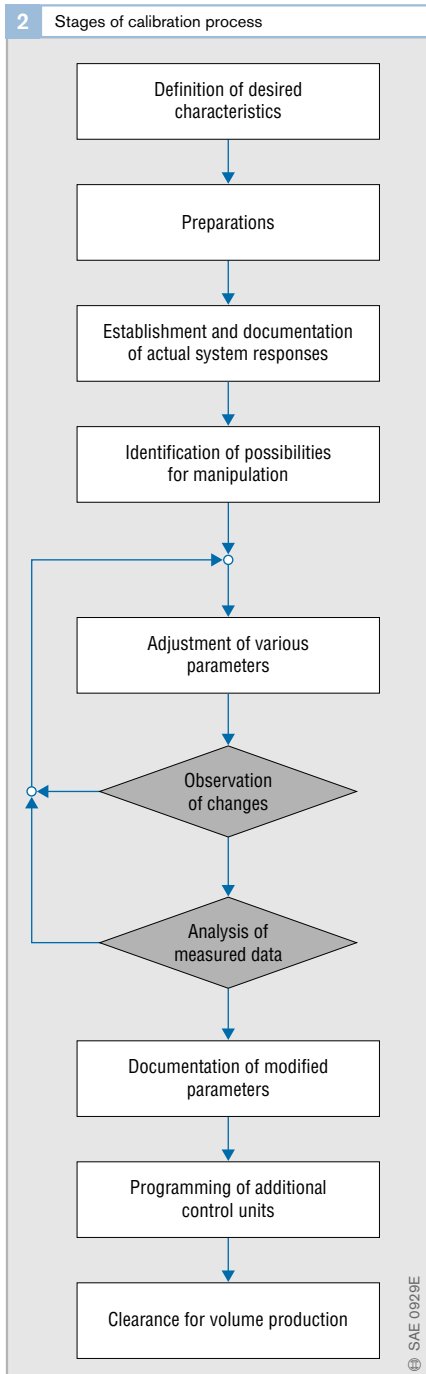 2 Stages of calibration process
Definition of desired
characteristics
Preparations
Establishment and documentation
of actual system responses
Identification of possibilities
for manipulation
Adjustment of various
parameters
Observation
of changes
Analysis of
measured data
Documentation of modified
parameters
Programming of additional
control units
Clearance for volume production
SAE 0929E